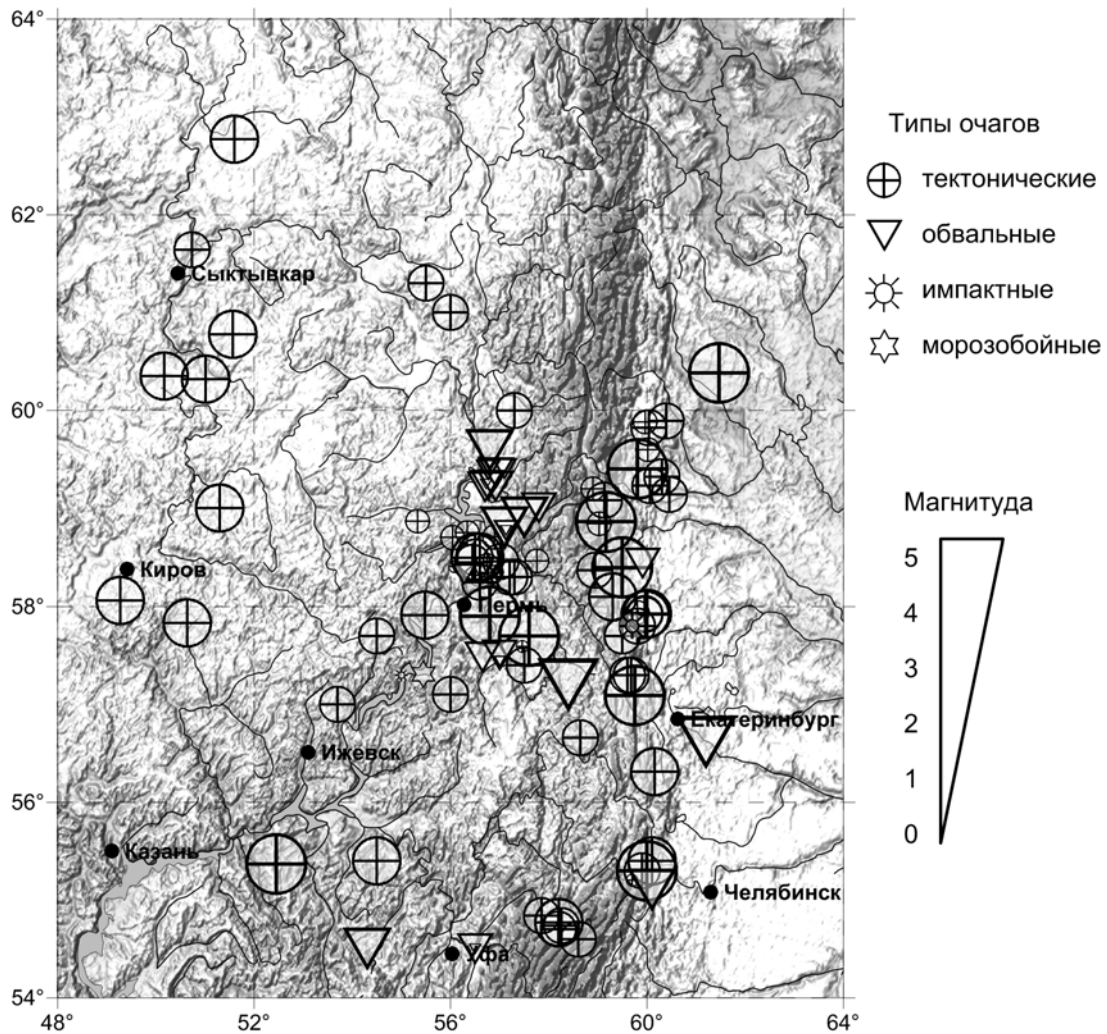 64°
62°
60°
58°
56°
54°
48
52
56
60
64°
Сыктывкар
Киров
Пермь
Екатеринбург
Ижевск
Казань
Челябинск
Уфа
Типы очагов
тектонические
обвальные
импактные
морозобойные
Магнитуда
5
4
3
2
1
0